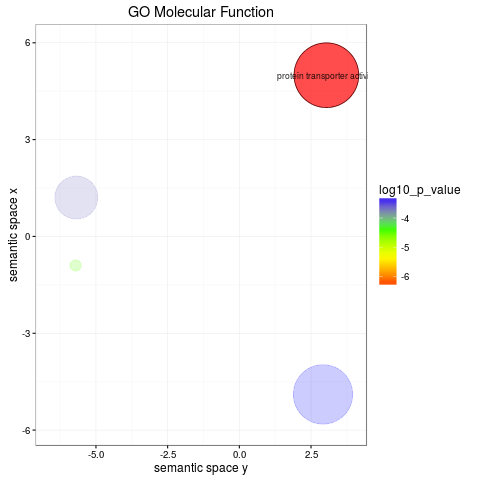 GO Molecular Function
6
3
0
-3
-6
semantic space x
protein transporter activi
-5.0
-2.5
0.0
2.5
semantic space y
log10_p_value
-4
-5
-6